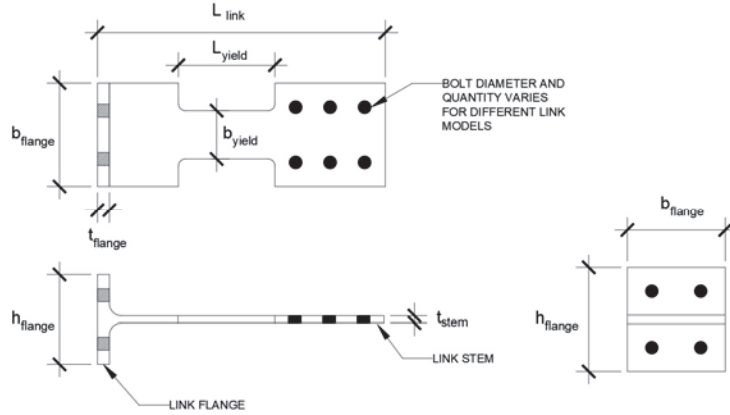 L link
L yield
BOLT DIAMETER AND
QUANTITY VARIES
FOR DIFFERENT LINK
MODELS
b flange
b yield
t flange
b flange
h flange
t stem
h flange
LINK STEM
LINK FLANGE